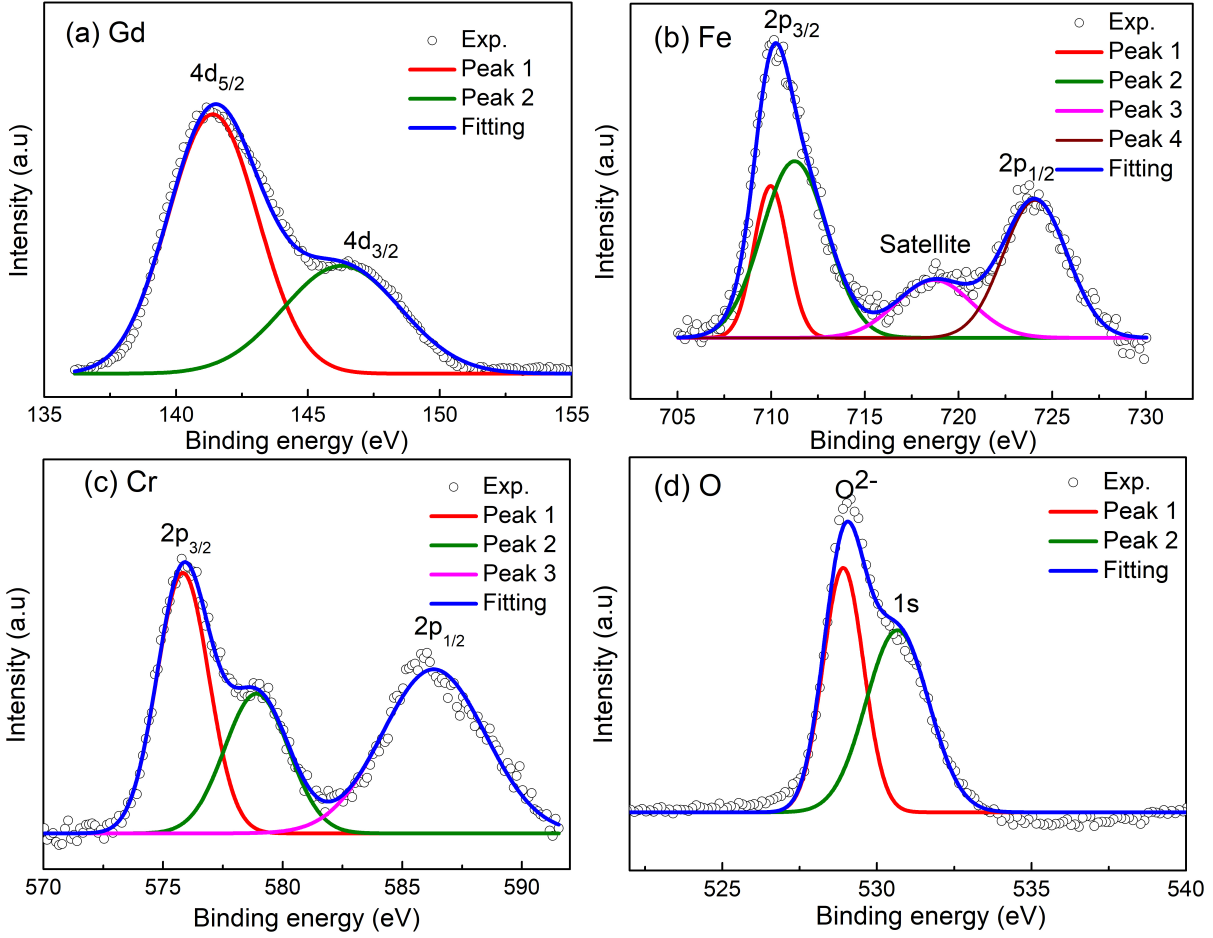 (a) Gd
4d5/2
4d3/2
Exp.
Peak 1
Peak 2
Fitting
Intensity (a.u)
135 140 145 150 155
Binding energy (eV)
(b) Fe
2p3/2
Satellite
2p1/2
Exp.
Peak 1
Peak 2
Peak 3
Peak 4
Fitting
Intensity (a.u)
705 710 715 720 725 730
Binding energy (eV)
(c) Cr
2p3/2
2p1/2
Exp.
Peak 1
Peak 2
Peak 3
Fitting
Intensity (a.u)
570 575 580 585 590
Binding energy (eV)
(d) O
O2-
1s
Exp.
Peak 1
Peak 2
Fitting
Intensity (a.u)
525 530 535 540
Binding energy (eV)